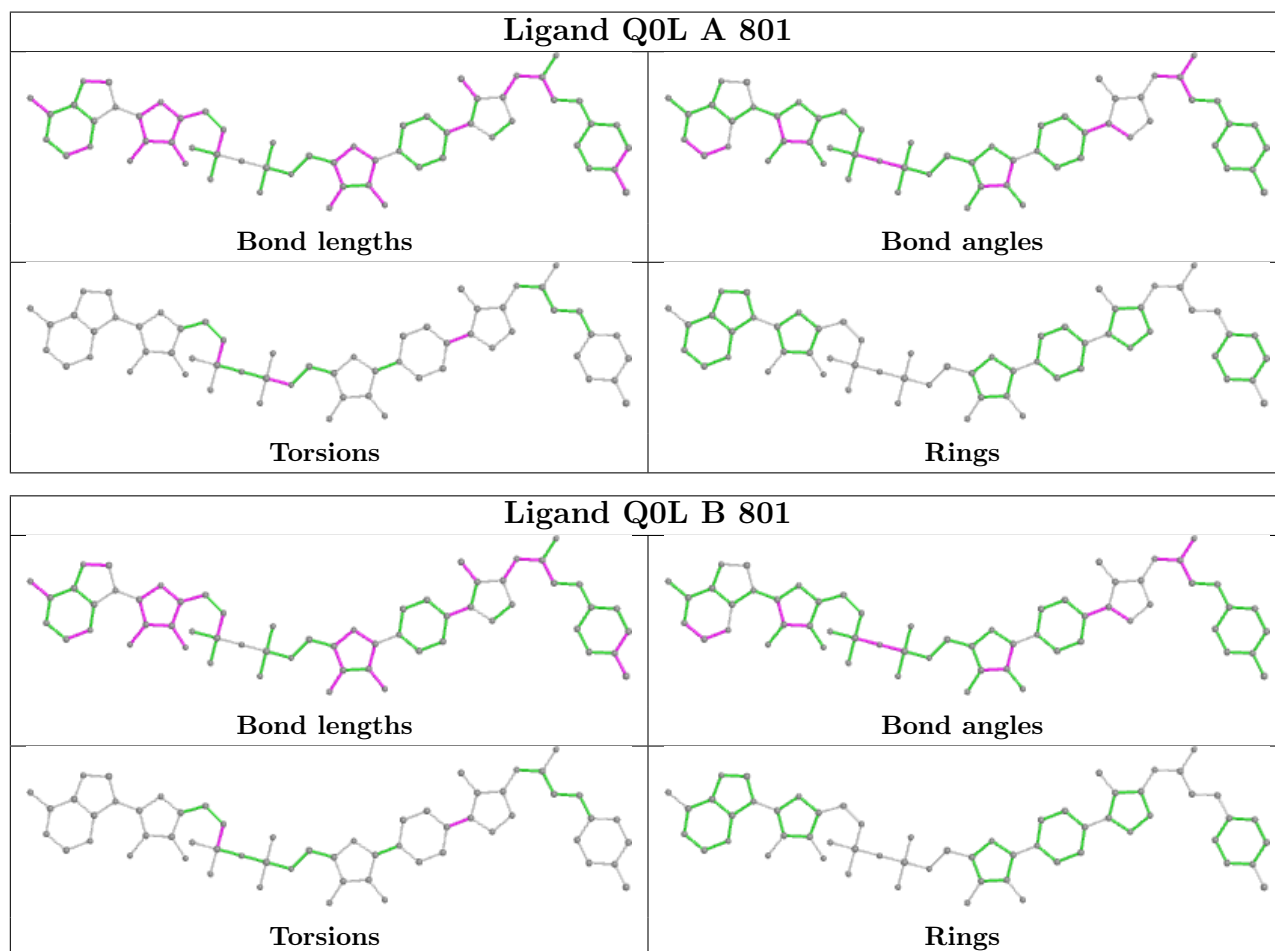 Ligand Q0L A 801
Bond lengths
Bond angles
Torsions
Rings
Ligand Q0L B 801
Bond lengths
Bond angles
Torsions
Rings